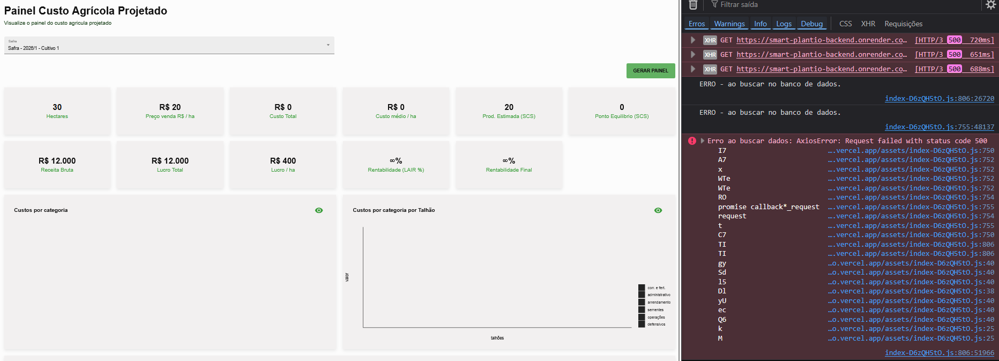 Painel Custo Agrícola Projetado
Visualize o painel do custo agricula projetado
Safra
Safra - 2026/1 - Cultivo 1
GERAR PAINEL
30
Hectares
R$ 20
Preço venda R$ / ha
R$ 0
Custo Total
R$ 0
Custo médio / ha
20
Prod. Estimada (SCS)
0
Ponto Equilibrio (SCS)
R$ 12.000
Receita Bruta
R$ 12.000
Lucro Total
R$ 400
Lucro / ha
∞%
Rentabilidade (LAIR %)
∞%
Rentabilidade Final
Custos por categoria
Custos por categoria por Talhão
valor
corr. e fert.
administrativo
arrendamento
sementes
operações
defensivos
talhões
Filtrar saída
Erros Warnings Info Logs Debug CSS XHR Requisições
XHR GET https://smart-plantio-backend.onrender.co… [HTTP/3 500 720ms]
XHR GET https://smart-plantio-backend.onrender.co… [HTTP/3 500 651ms]
XHR GET https://smart-plantio-backend.onrender.co… [HTTP/3 500 688ms]
ERRO - ao buscar no banco de dados.
index-D6zQH5tO.js:806:26720
ERRO - ao buscar no banco de dados.
index-D6zQH5tO.js:755:48137
Erro ao buscar dados: AxiosError: Request failed with status code 500
I7 ….vercel.app/assets/index-D6zQH5tO.js:750
A7 ….vercel.app/assets/index-D6zQH5tO.js:752
x ….vercel.app/assets/index-D6zQH5tO.js:752
WTe ….vercel.app/assets/index-D6zQH5tO.js:752
WTe ….vercel.app/assets/index-D6zQH5tO.js:752
RO ….vercel.app/assets/index-D6zQH5tO.js:754
promise callback*_request ….vercel.app/assets/index-D6zQH5tO.js:755
request ….vercel.app/assets/index-D6zQH5tO.js:754
t ….vercel.app/assets/index-D6zQH5tO.js:755
C7 ….vercel.app/assets/index-D6zQH5tO.js:750
TI ….vercel.app/assets/index-D6zQH5tO.js:806
TI ….vercel.app/assets/index-D6zQH5tO.js:806
gy …o.vercel.app/assets/index-D6zQH5tO.js:40
Sd …o.vercel.app/assets/index-D6zQH5tO.js:40
l5 …o.vercel.app/assets/index-D6zQH5tO.js:40
Dl …o.vercel.app/assets/index-D6zQH5tO.js:38
yU …o.vercel.app/assets/index-D6zQH5tO.js:40
ec …o.vercel.app/assets/index-D6zQH5tO.js:40
Q6 …o.vercel.app/assets/index-D6zQH5tO.js:40
k …o.vercel.app/assets/index-D6zQH5tO.js:25
M …o.vercel.app/assets/index-D6zQH5tO.js:25
index-D6zQH5tO.js:806:51966